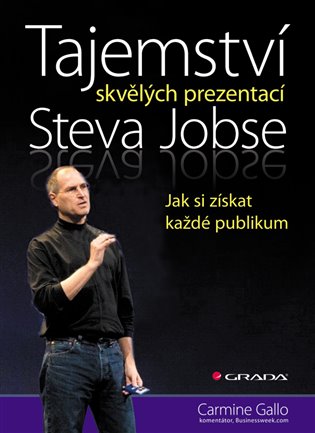 Tajemství
skvělých prezentací
Steva Jobse
Jak si získat
každé publikum
GRADA
Carmine Gallo
komentátor, Businessweek.com